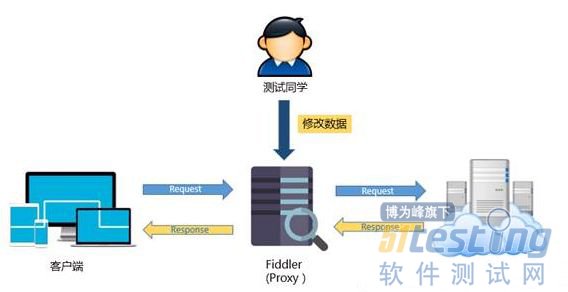 测试同学
修改数据
Request
Response
Request
Response
客户端
Fiddler
(Proxy )
博为峰旗下
51testing
软件测试网